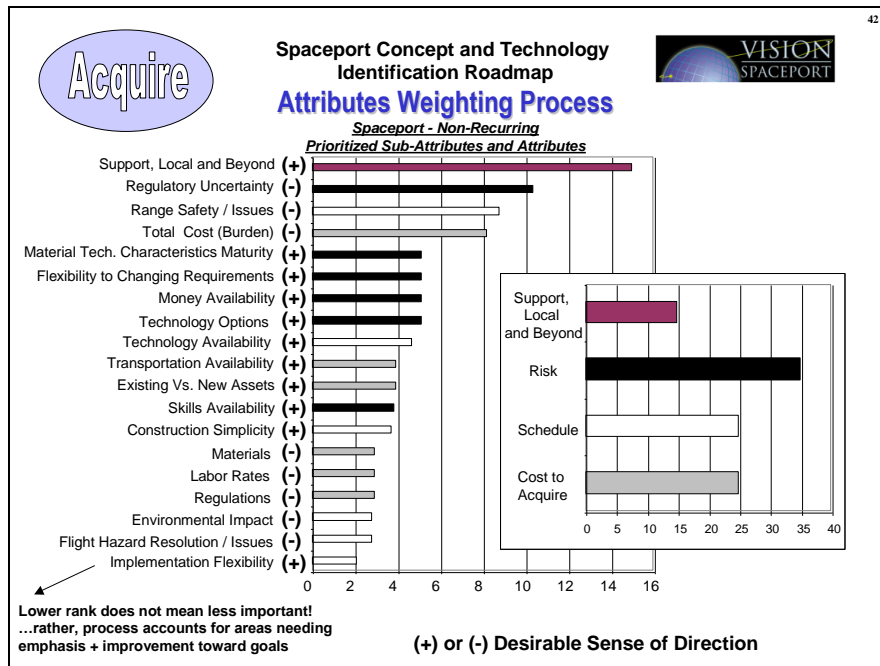 42
Acquire
Spaceport Concept and Technology
Identification Roadmap
VISION
SPACEPORT
Attributes Weighting Process
Spaceport - Non-Recurring
Prioritized Sub-Attributes and Attributes
Support, Local and Beyond (+)
Regulatory Uncertainty (-)
Range Safety / Issues (-)
Total Cost (Burden) (-)
Material Tech. Characteristics Maturity (+)
Flexibility to Changing Requirements (+)
Money Availability (+)
Technology Options (+)
Technology Availability (+)
Transportation Availability (+)
Existing Vs. New Assets (+)
Skills Availability (+)
Construction Simplicity (+)
Materials (-)
Labor Rates (-)
Regulations (-)
Environmental Impact (-)
Flight Hazard Resolution / Issues (-)
Implementation Flexibility (+)
0 2 4 6 8 10 12 14 16
Support,
Local
and Beyond
Risk
Schedule
Cost to
Acquire
0 5 10 15 20 25 30 35 40
Lower rank does not mean less important!
…rather, process accounts for areas needing
emphasis + improvement toward goals
(+) or (-) Desirable Sense of Direction